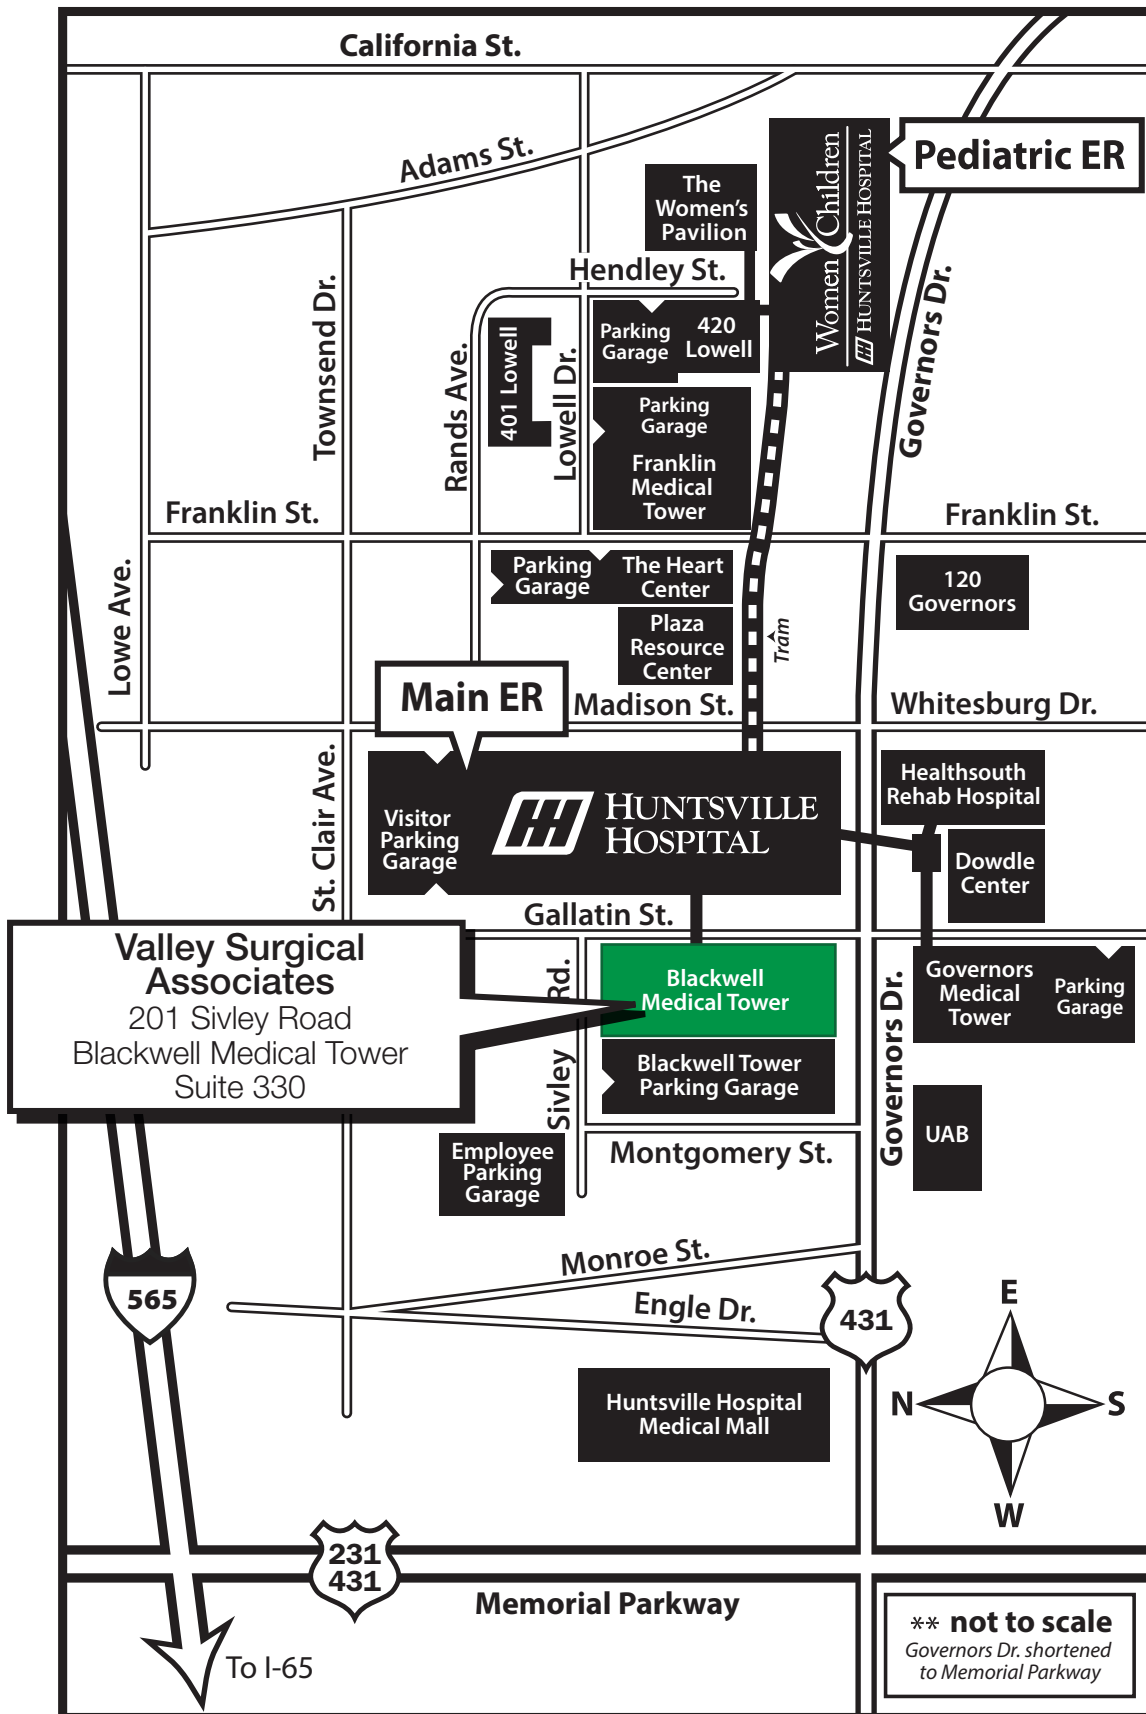 California St.
Adams St.
Pediatric ER
The
Women's
Pavilion
Women Children
HUNTSVILLE HOSPITAL
Hendley St.
Governors Dr.
Townsend Dr.
Rands Ave.
401 Lowell
Lowell Dr.
Parking
Garage
420
Lowell
Parking
Garage
Franklin
Medical
Tower
Franklin St.
Franklin St.
Lowe Ave.
Parking
Garage
The Heart
Center
120
Governors
Plaza
Resource
Center
Tram
Main ER
Madison St.
Whitesburg Dr.
St. Clair Ave.
Visitor
Parking
Garage
HUNTSVILLE
HOSPITAL
Healthsouth
Rehab Hospital
Dowdle
Center
Gallatin St.
Valley Surgical
Associates
201 Sivley Road
Blackwell Medical Tower
Suite 330
Sivley Rd.
Blackwell
Medical Tower
Governors Dr.
Governors
Medical
Tower
Parking
Garage
Blackwell Tower
Parking Garage
UAB
Employee
Parking
Garage
Montgomery St.
Monroe St.
Engle Dr.
565
431
E
N
S
W
Huntsville Hospital
Medical Mall
231
431
Memorial Parkway
To I-65
** not to scale
Governors Dr. shortened
to Memorial Parkway